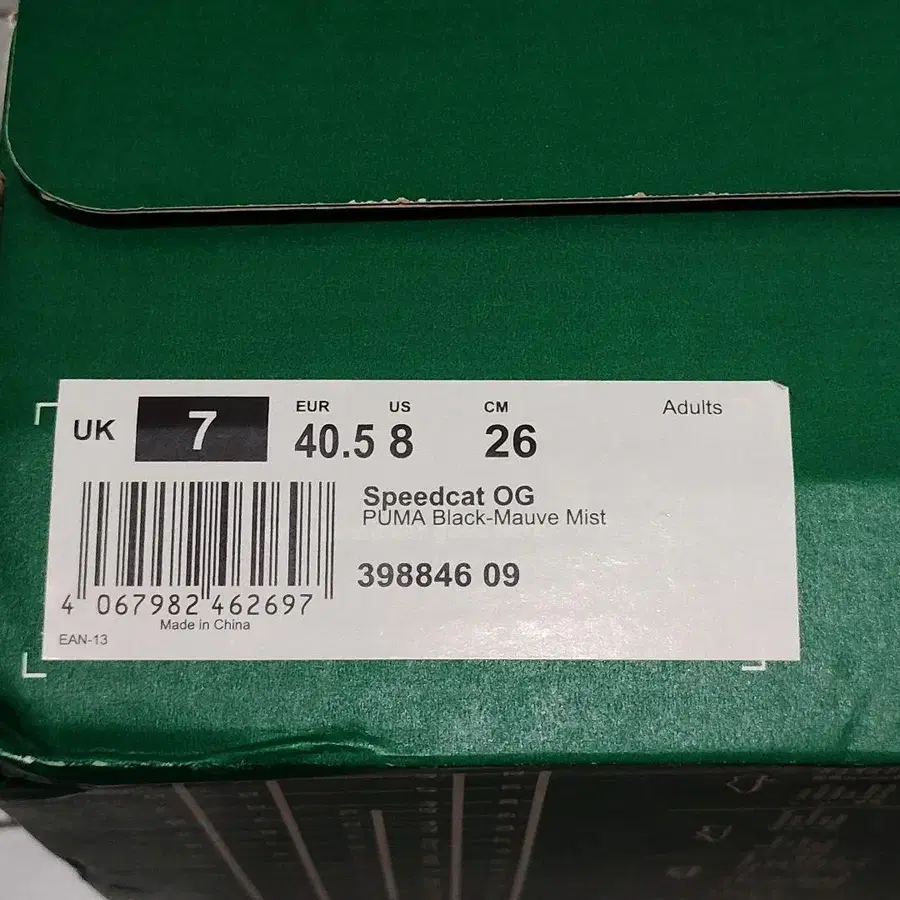 UK 7 EUR 40.5 US 8 CM 26 Adults
Speedcat OG
PUMA Black-Mauve Mist
398846 09
4 067982 462697
Made in China
EAN-13